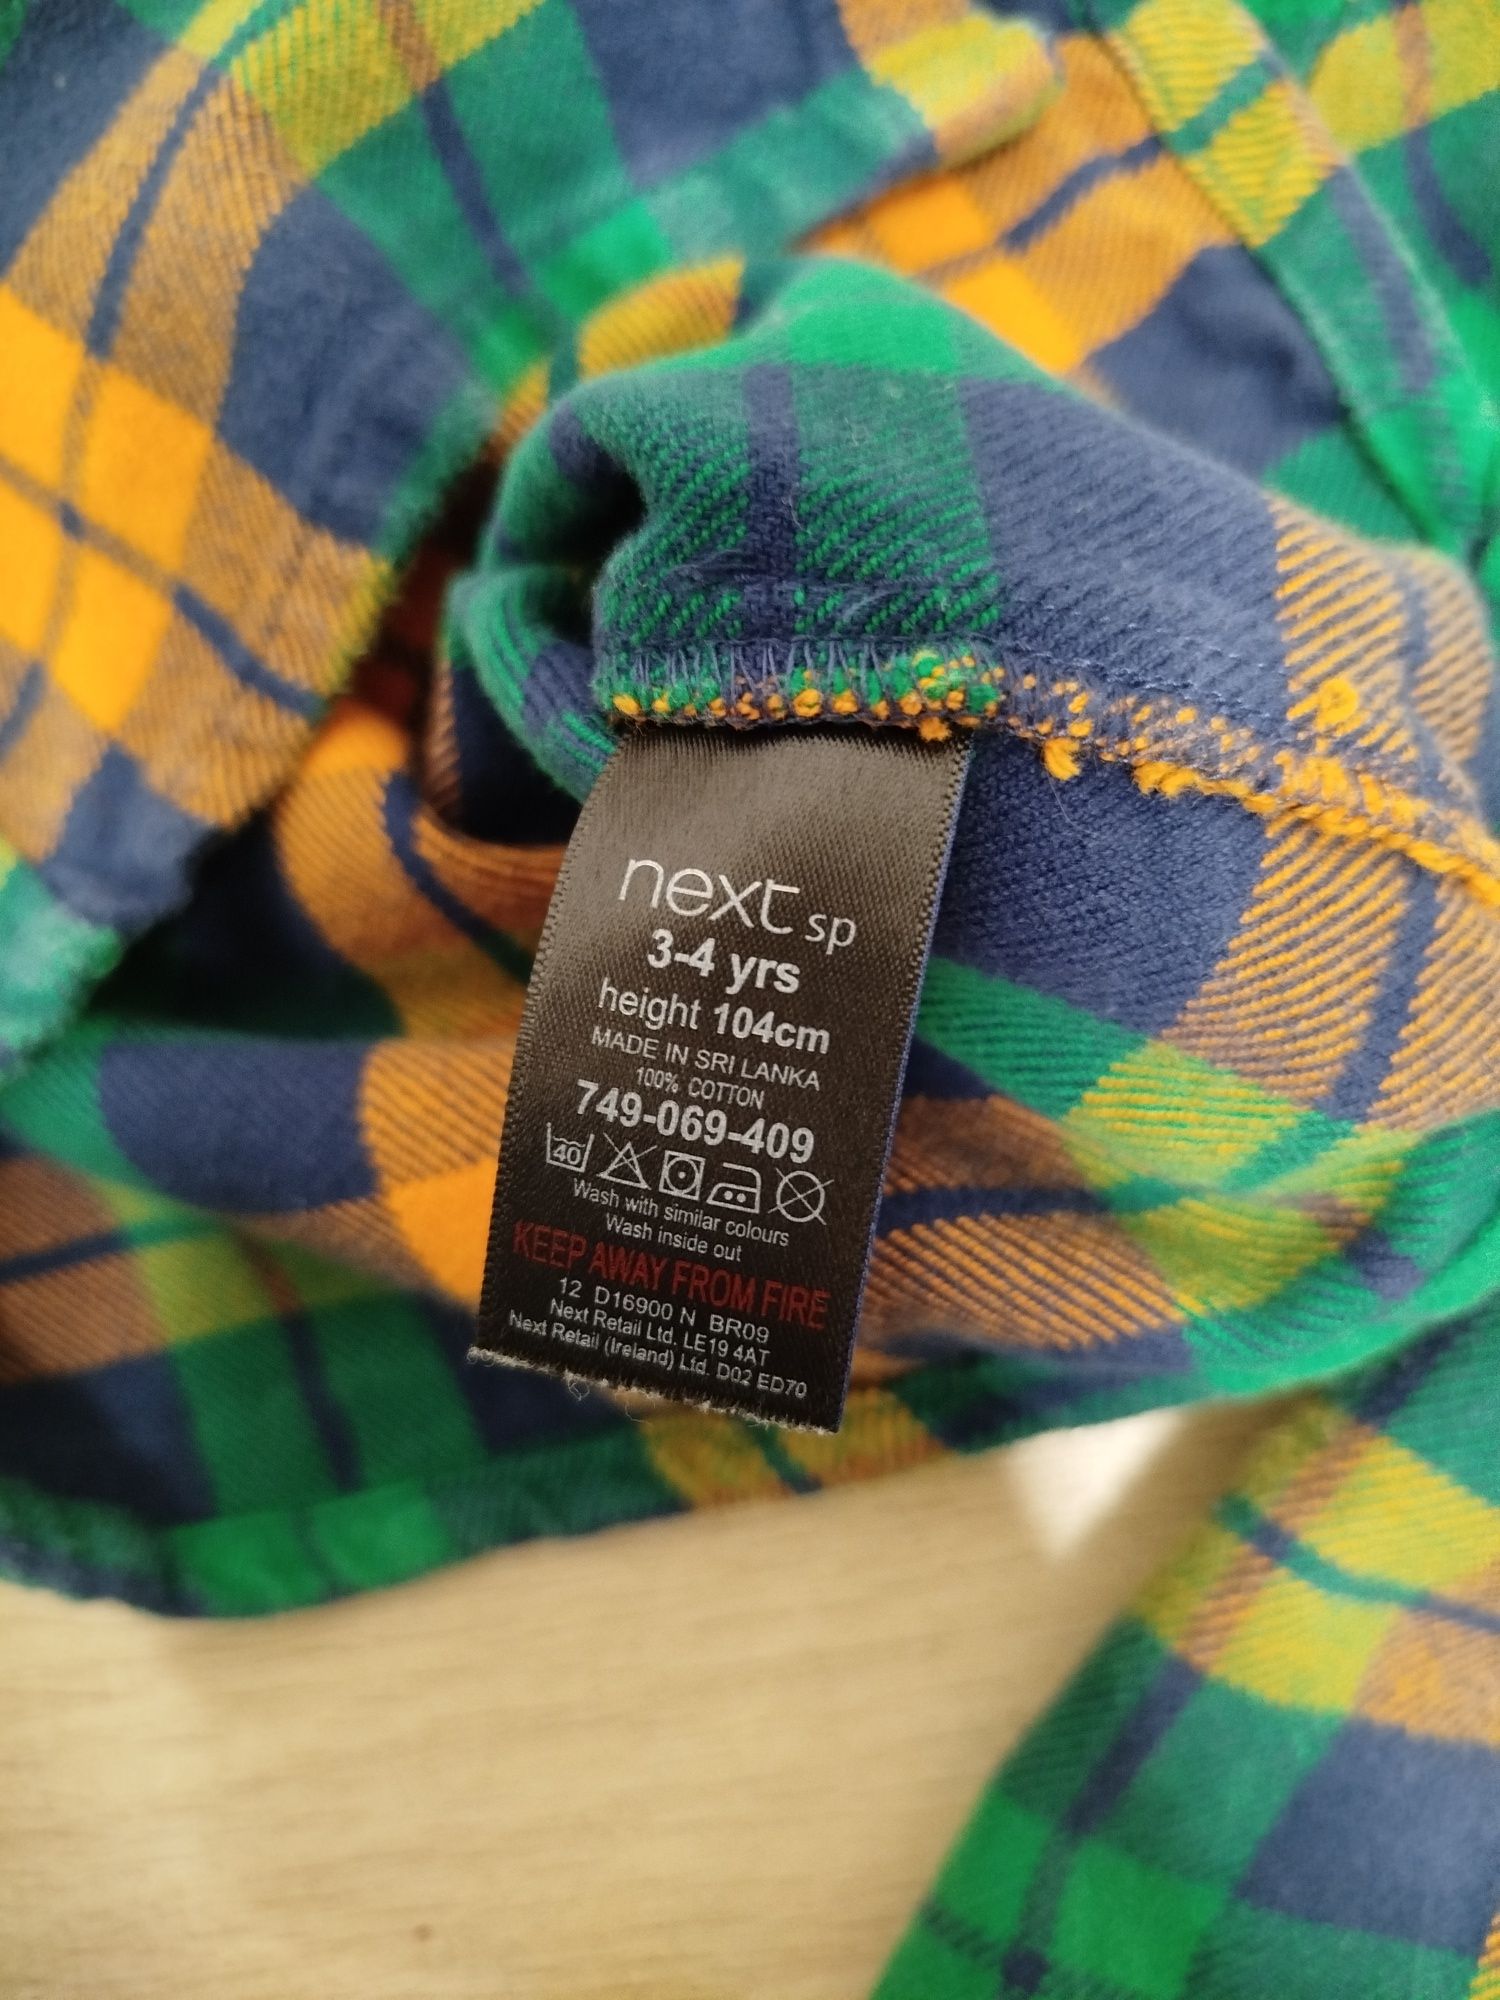 next sp
3-4 yrs
height 104cm
MADE IN SRI LANKA
100% COTTON
749-069-409
40
Wash with similar colours
Wash inside out
KEEP AWAY FROM FIRE
12 D16900 N BR09
Next Retail Ltd. LE19 4AT
Next Retail (Ireland) Ltd. D02 ED70